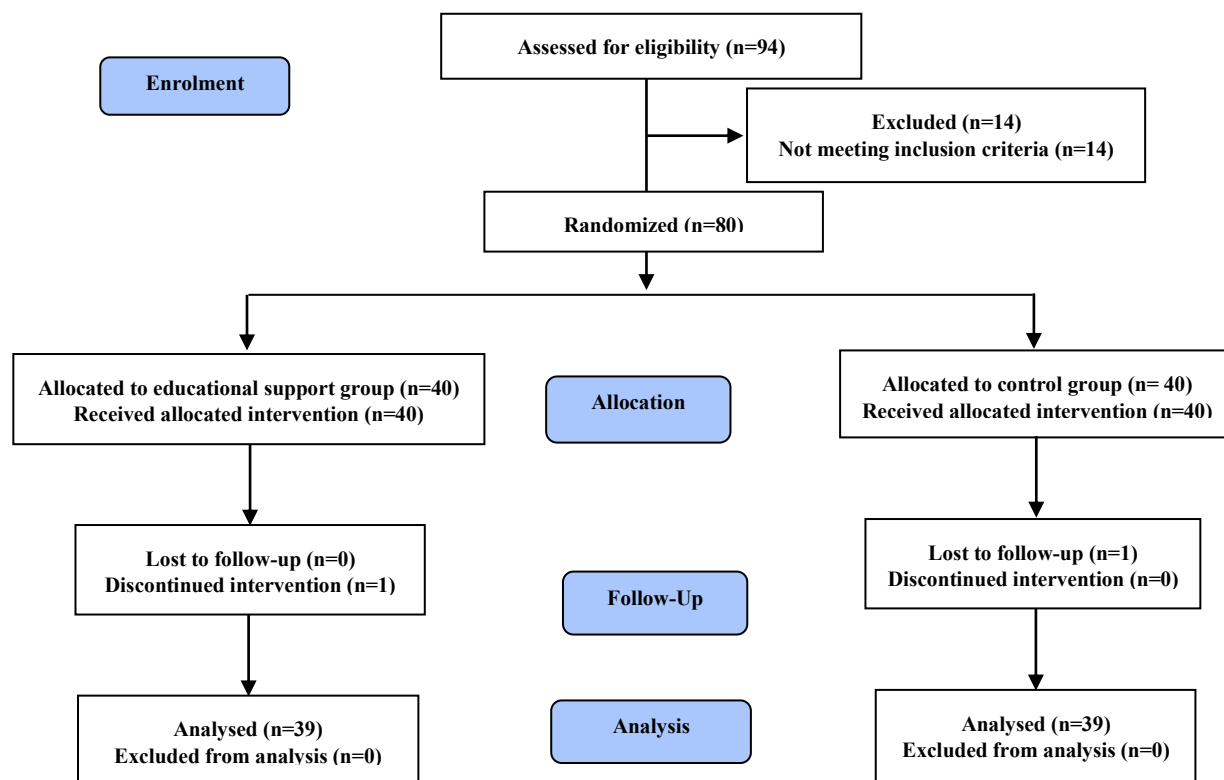 Assessed for eligibility (n=94)
Enrolment
Excluded (n=14)
Not meeting inclusion criteria (n=14)
Randomized (n=80)
Allocated to educational support group (n=40)
Received allocated intervention (n=40)
Allocation
Allocated to control group (n= 40)
Received allocated intervention (n=40)
Lost to follow-up (n=0)
Discontinued intervention (n=1)
Follow-Up
Lost to follow-up (n=1)
Discontinued intervention (n=0)
Analysed (n=39)
Excluded from analysis (n=0)
Analysis
Analysed (n=39)
Excluded from analysis (n=0)